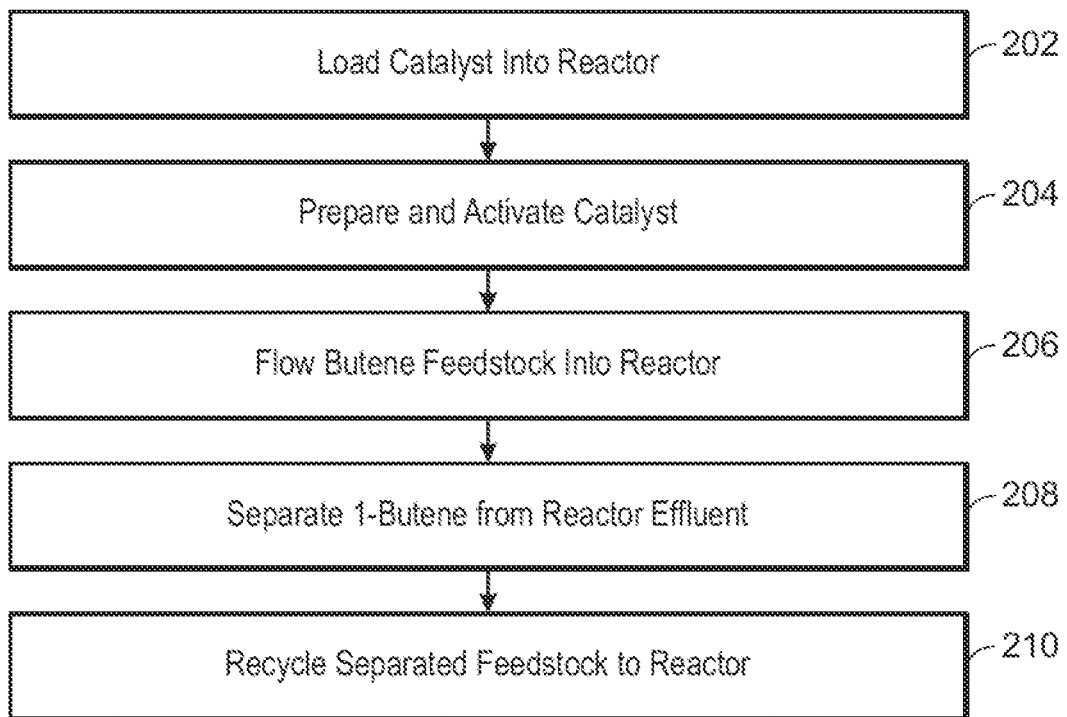 Load Catalyst Into Reactor
202
Prepare and Activate Catalyst
204
Flow Butene Feedstock Into Reactor
206
Separate 1-Butene from Reactor Effluent
208
Recycle Separated Feedstock to Reactor
210